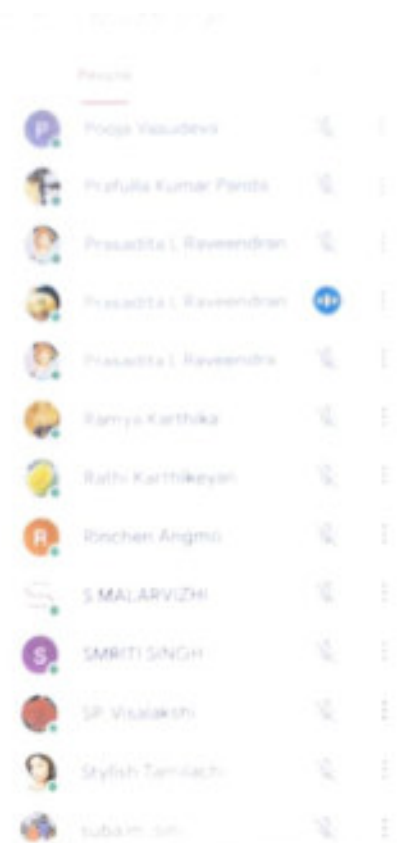 People
P
Pooja Vasudeva
Prafulla Kumar Panda
Prasadita L Raveendran
Prasadita L Raveendran
Prasadita L Raveendra
Ramya Karthika
Rathi Karthikeyan
R
Rinchen Angmo
S MALARVIZHI
S
SMRITI SINGH
SP. Visalakshi
Stylish Tamilachi